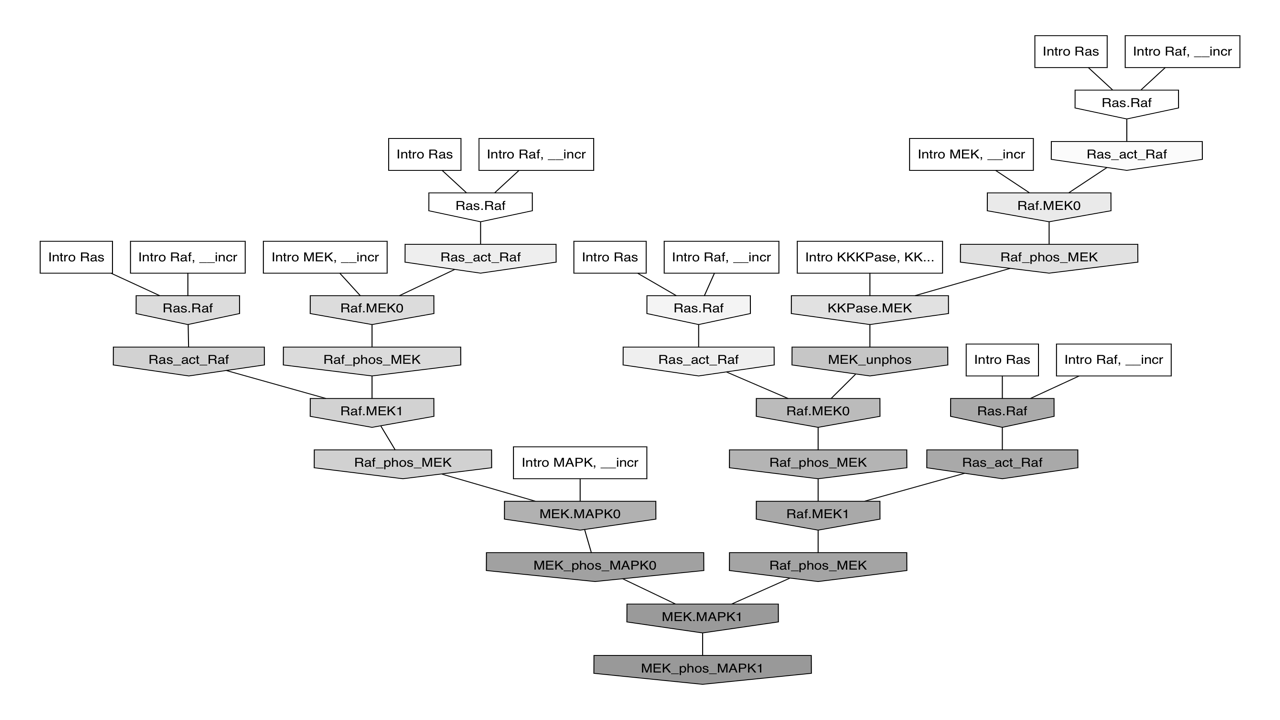 Intro Ras
Intro Raf, __incr
Ras.Raf
Intro Ras
Intro Raf, __incr
Intro MEK, __incr
Ras_act_Raf
Ras.Raf
Raf.MEK0
Intro Ras
Intro Raf, __incr
Intro MEK, __incr
Ras_act_Raf
Intro Ras
Intro Raf, __incr
Intro KKKPase, KK...
Raf_phos_MEK
Ras.Raf
Raf.MEK0
Ras.Raf
KKPase.MEK
Ras_act_Raf
Raf_phos_MEK
Ras_act_Raf
MEK_unphos
Intro Ras
Intro Raf, __incr
Raf.MEK1
Raf.MEK0
Ras.Raf
Raf_phos_MEK
Intro MAPK, __incr
Raf_phos_MEK
Ras_act_Raf
MEK.MAPK0
Raf.MEK1
MEK_phos_MAPK0
Raf_phos_MEK
MEK.MAPK1
MEK_phos_MAPK1